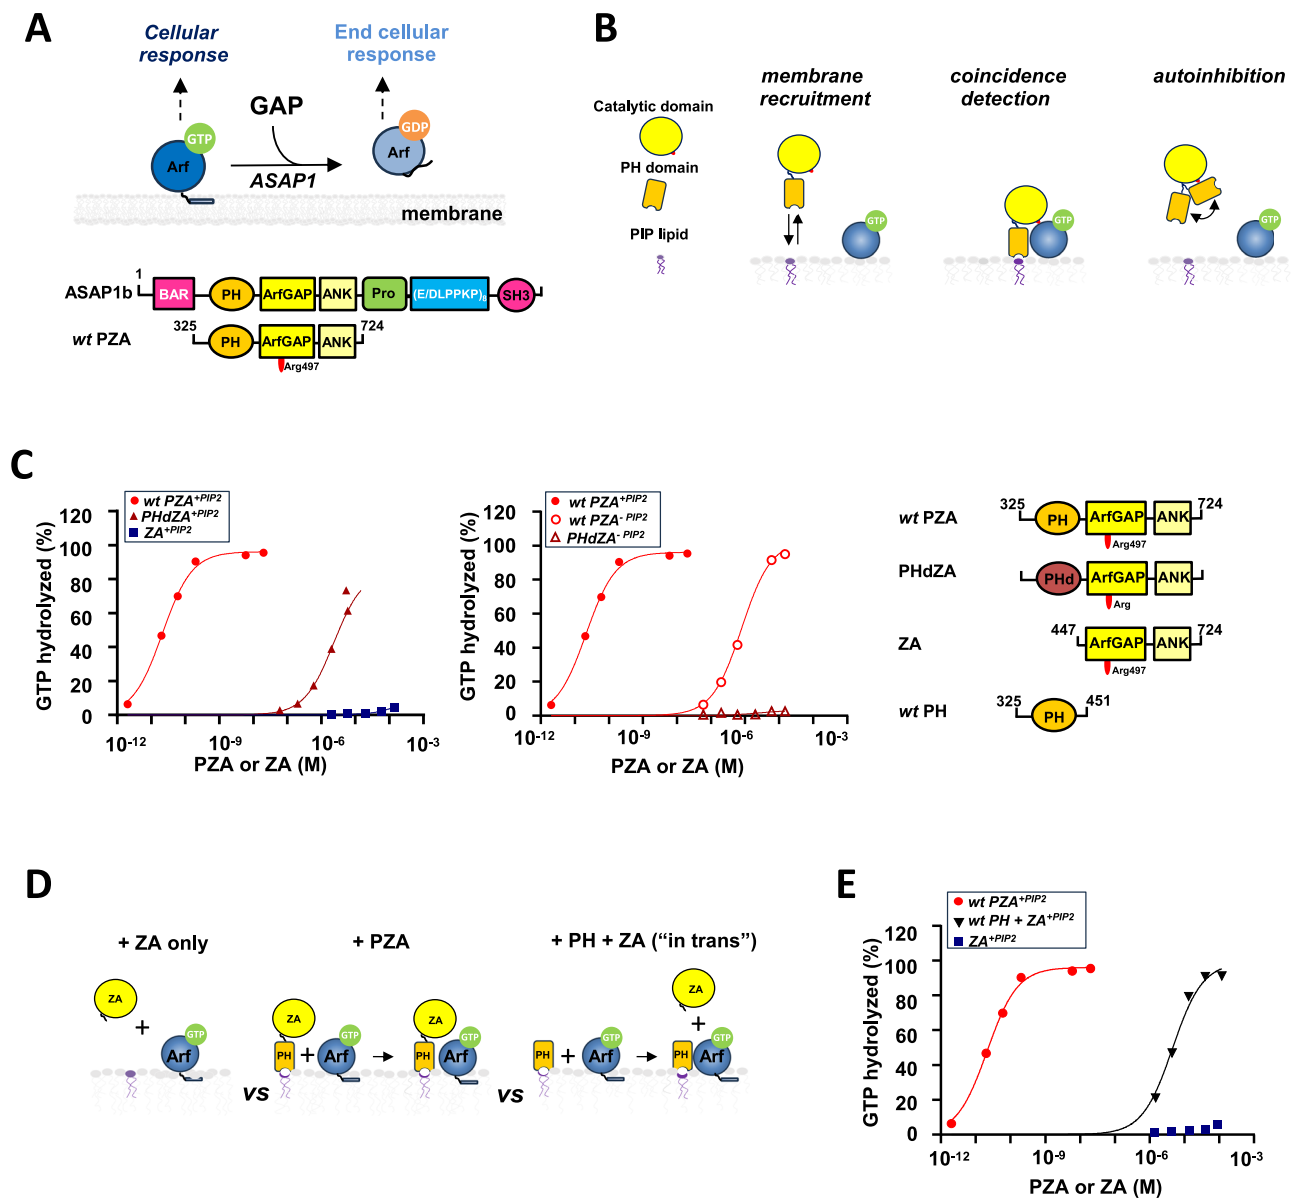 A
Cellular
response
End cellular
response
GAP
GTP
GDP
Arf
Arf
ASAP1
membrane
1
ASAP1b
BAR
PH
ArfGAP
ANK
Pro
(E/DLPPKP)8
SH3
wt PZA
325
PH
ArfGAP
ANK
724
Arg497
B
membrane
recruitment
coincidence
detection
autoinhibition
Catalytic domain
PH domain
PIP lipid
GTP
GTP
GTP
C
wt PZA+PIP2
PHdZA+PIP2
ZA+PIP2
GTP hydrolyzed (%)
120
100
80
60
40
20
0
10-12
10-9
10-6
10-3
PZA or ZA (M)
wt PZA+PIP2
wt PZA- PIP2
PHdZA- PIP2
GTP hydrolyzed (%)
120
100
80
60
40
20
0
10-12
10-9
10-6
10-3
PZA or ZA (M)
wt PZA
325
PH
ArfGAP
ANK
724
Arg497
PHdZA
PHd
ArfGAP
ANK
Arg
ZA
447
ArfGAP
ANK
724
Arg497
wt PH
325
PH
451
D
+ ZA only
+ PZA
+ PH + ZA (“in trans”)
ZA
+
GTP
Arf
vs
ZA
PH
+
GTP
Arf
ZA
PH
GTP
Arf
vs
PH
+
GTP
Arf
ZA
+
PH
GTP
Arf
E
wt PZA+PIP2
wt PH + ZA+PIP2
ZA+PIP2
GTP hydrolyzed (%)
120
100
80
60
40
20
0
10-12
10-9
10-6
10-3
PZA or ZA (M)